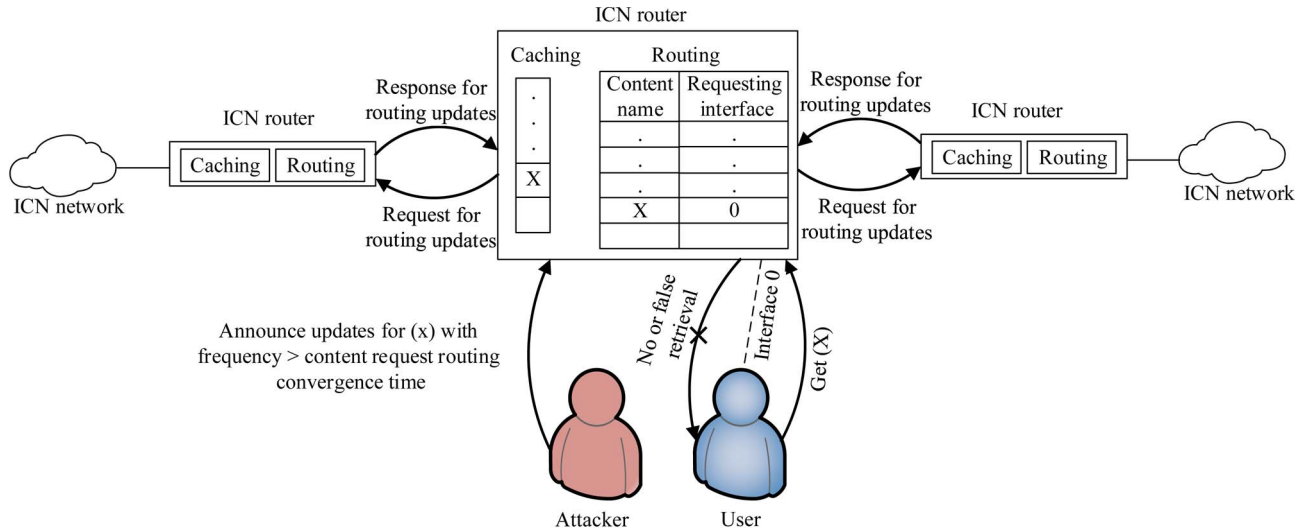 ICN router
Caching
Routing
Content
name
Requesting
interface
.
.
.
.
.
.
.
.
.
X
X
0
Response for
routing updates
ICN router
Caching
Routing
ICN network
Request for
routing updates
Response for
routing updates
ICN router
Caching
Routing
ICN network
Request for
routing updates
Announce updates for (x) with
frequency > content request routing
convergence time
No or false
retrieval
Interface 0
Get (X)
Attacker
User